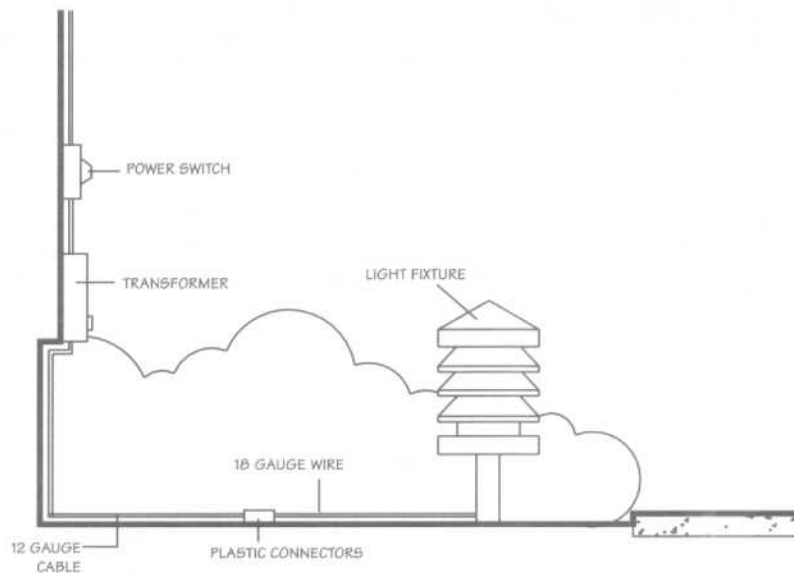 POWER SWITCH
TRANSFORMER
LIGHT FIXTURE
18 GAUGE WIRE
12 GAUGE
CABLE
PLASTIC CONNECTORS